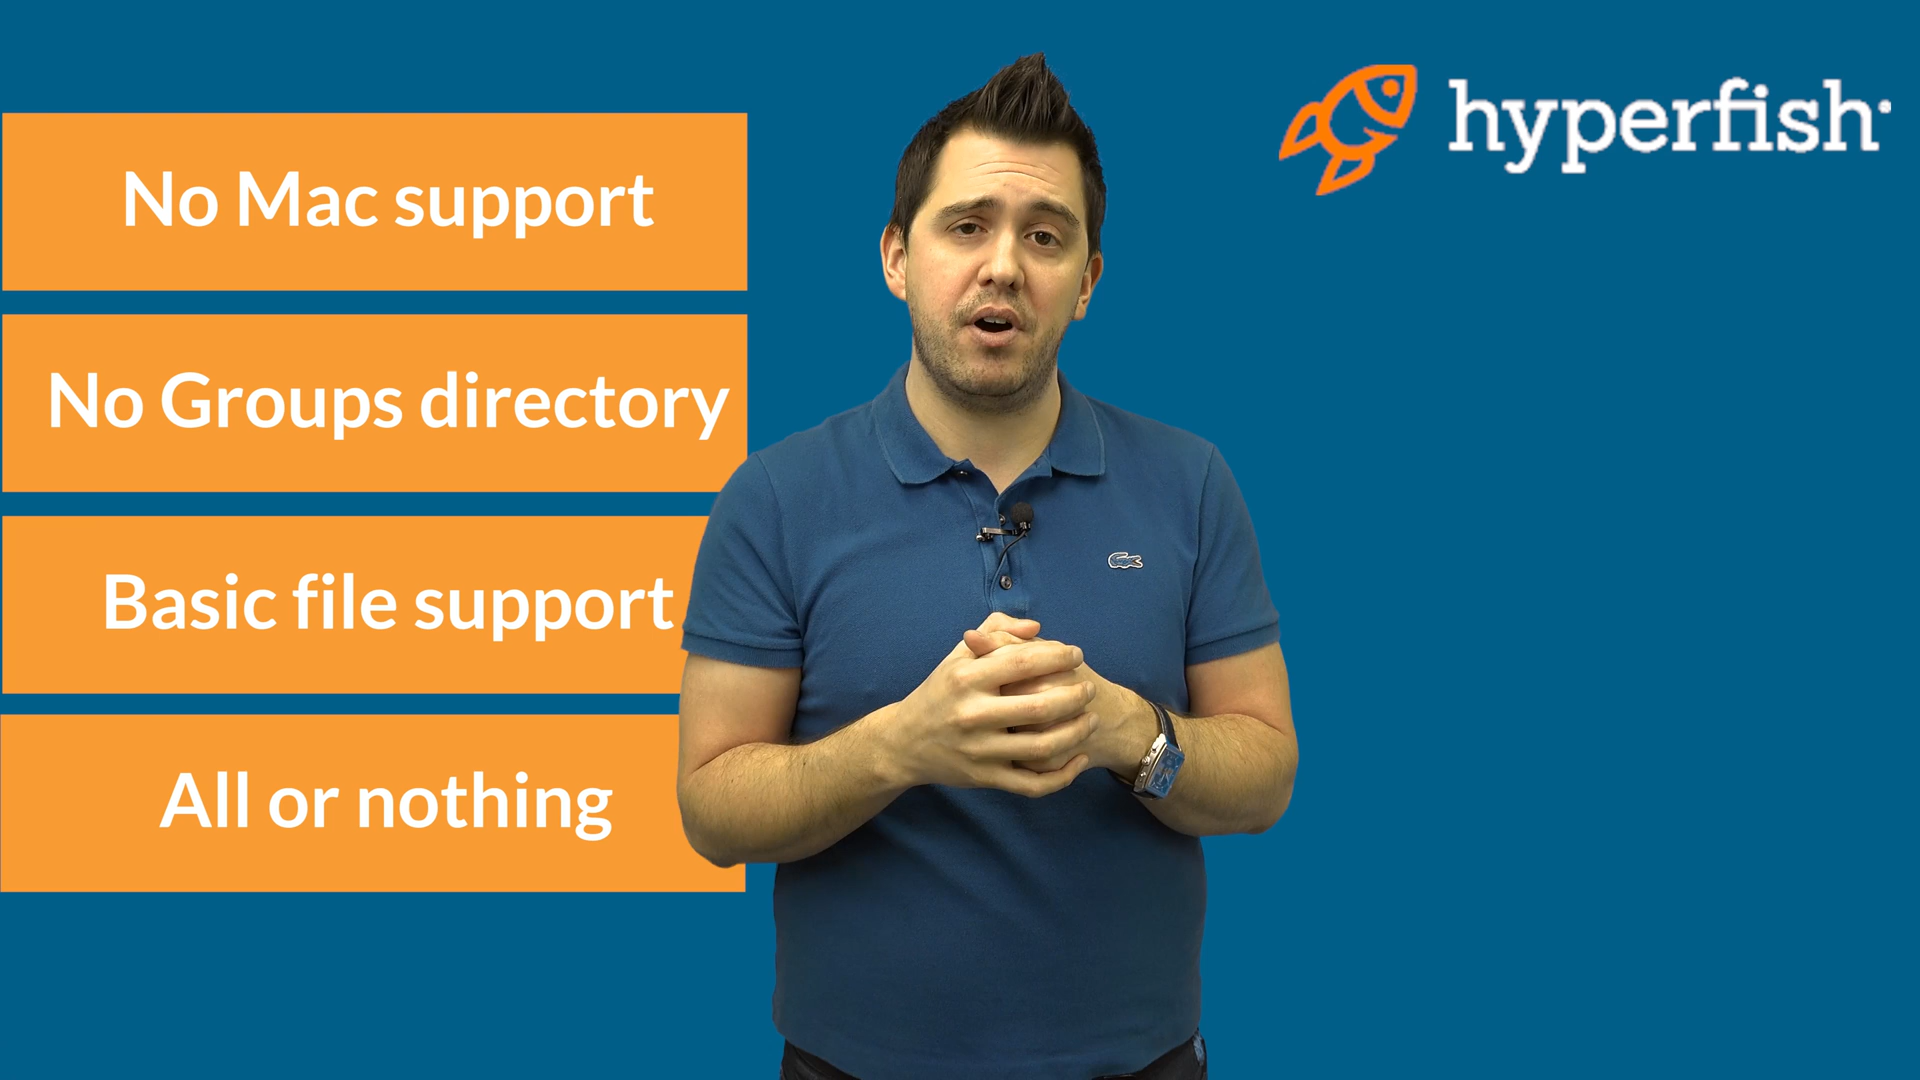 hyperfish
No Mac support
No Groups directory
Basic file support
All or nothing